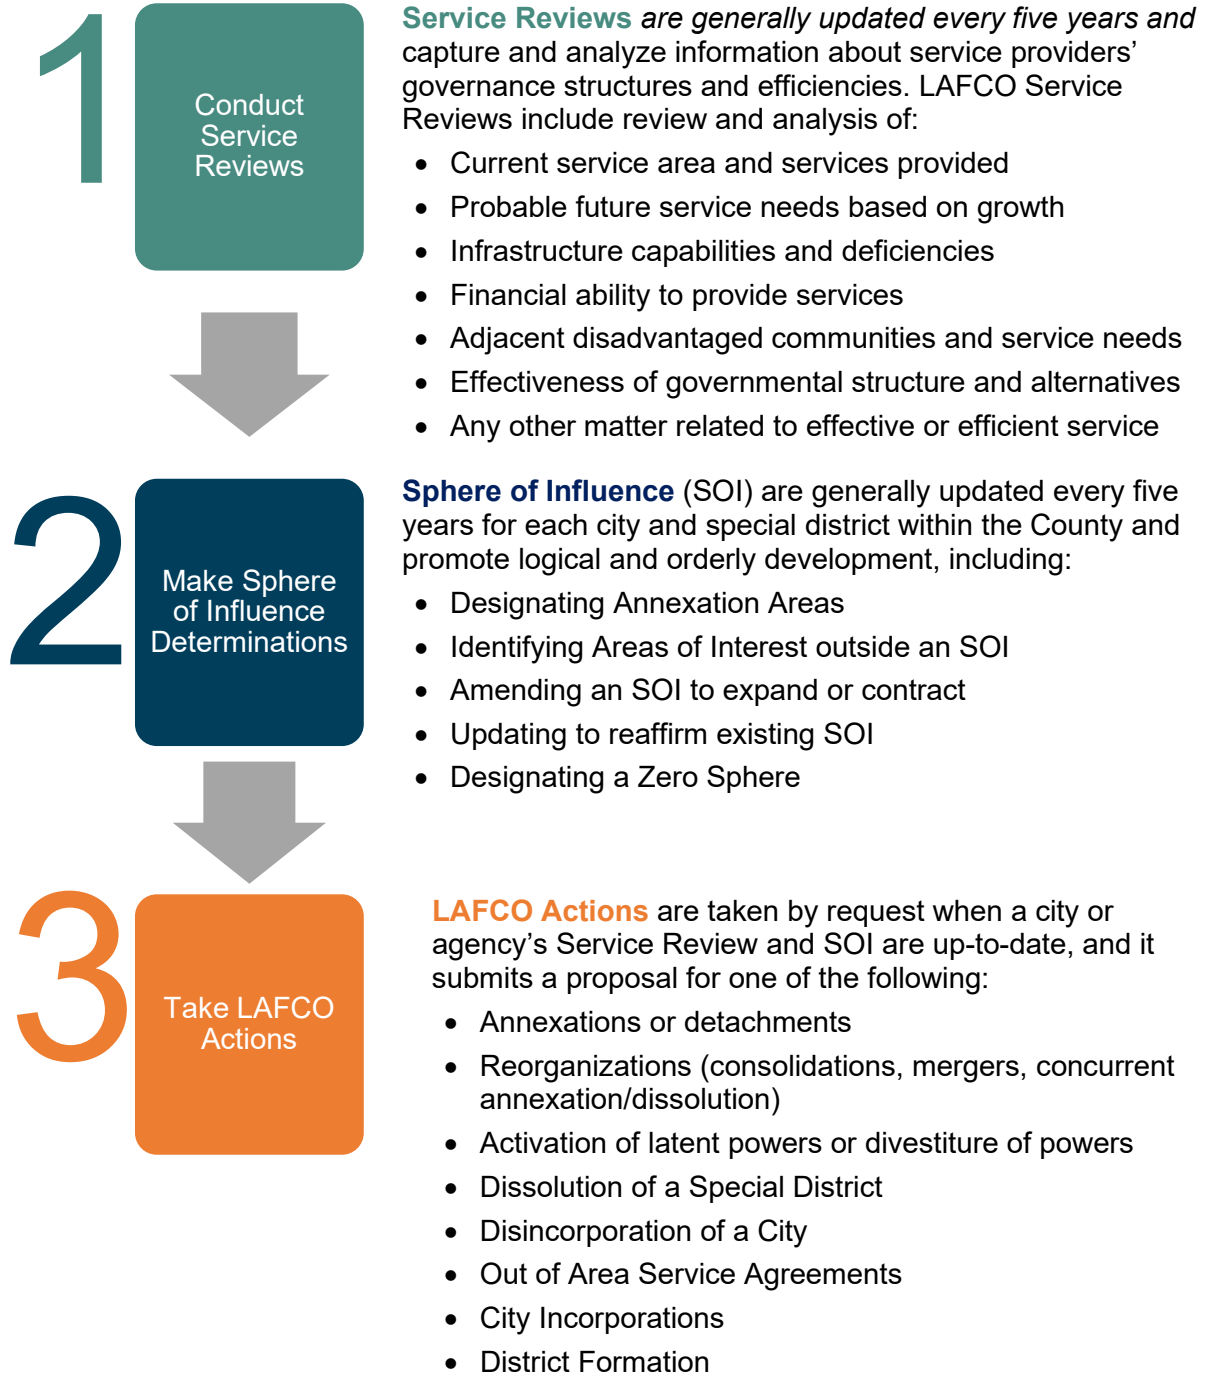 1
Conduct
Service
Reviews
Service Reviews are generally updated every five years and
capture and analyze information about service providers’
governance structures and efficiencies. LAFCO Service
Reviews include review and analysis of:
• Current service area and services provided
• Probable future service needs based on growth
• Infrastructure capabilities and deficiencies
• Financial ability to provide services
• Adjacent disadvantaged communities and service needs
• Effectiveness of governmental structure and alternatives
• Any other matter related to effective or efficient service
2
Make Sphere
of Influence
Determinations
Sphere of Influence (SOI) are generally updated every five
years for each city and special district within the County and
promote logical and orderly development, including:
• Designating Annexation Areas
• Identifying Areas of Interest outside an SOI
• Amending an SOI to expand or contract
• Updating to reaffirm existing SOI
• Designating a Zero Sphere
3
Take LAFCO
Actions
LAFCO Actions are taken by request when a city or
agency’s Service Review and SOI are up-to-date, and it
submits a proposal for one of the following:
• Annexations or detachments
• Reorganizations (consolidations, mergers, concurrent
annexation/dissolution)
• Activation of latent powers or divestiture of powers
• Dissolution of a Special District
• Disincorporation of a City
• Out of Area Service Agreements
• City Incorporations
• District Formation